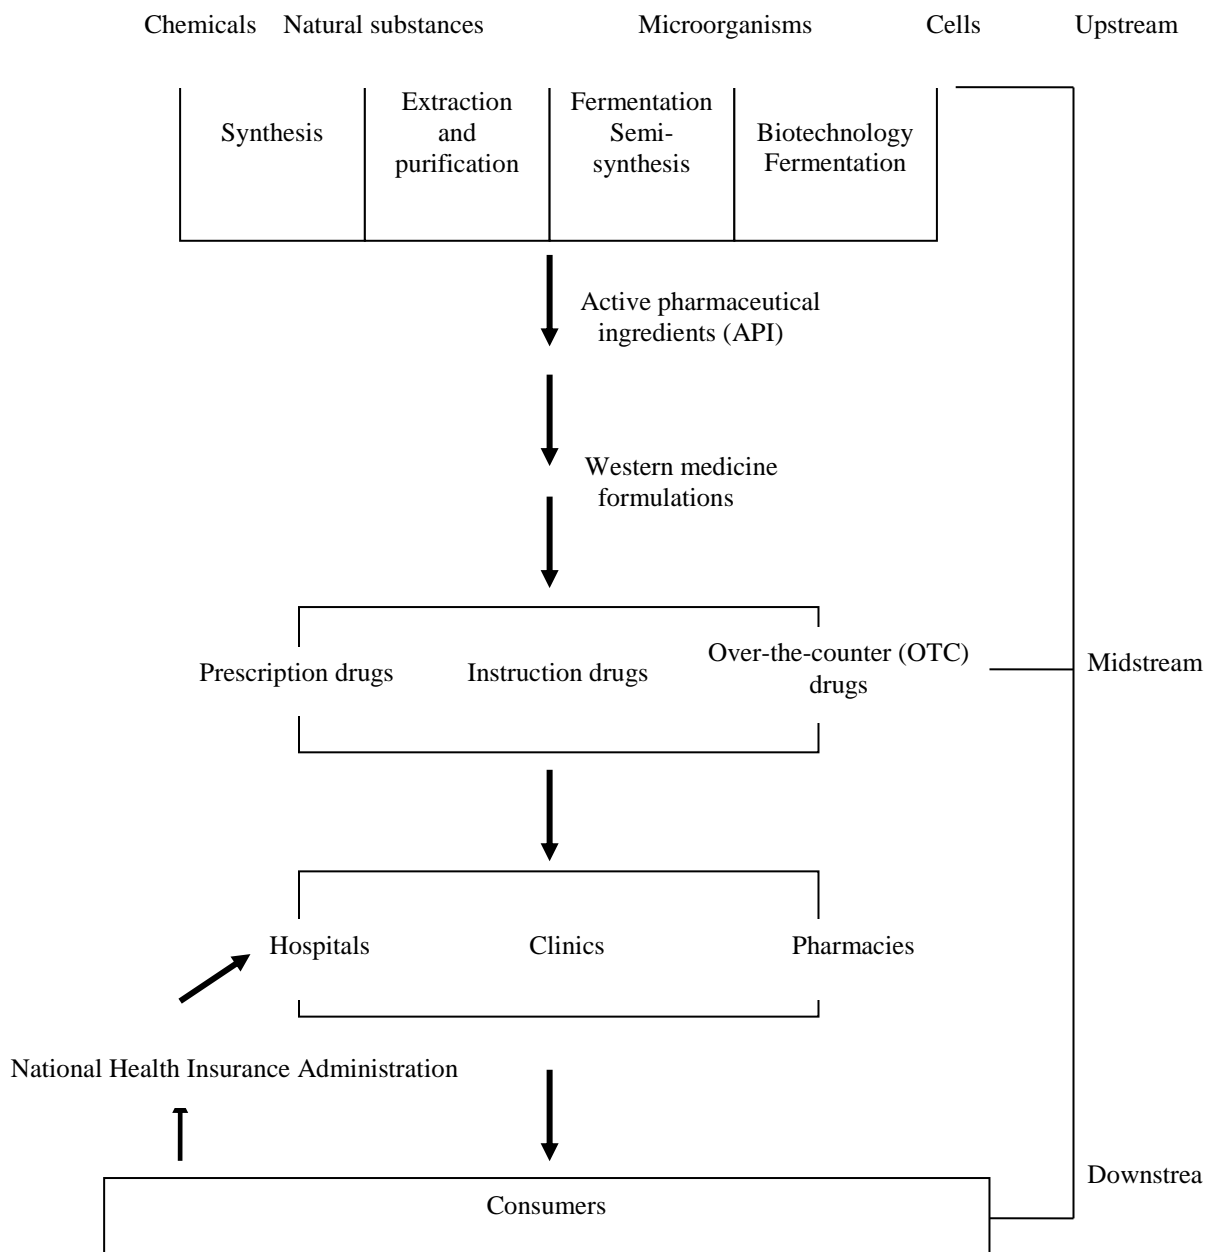 Chemicals Natural substances Microorganisms Cells Upstream
Synthesis
Extraction
and
purification
Fermentation
Semi-
synthesis
Biotechnology
Fermentation
Active pharmaceutical
ingredients (API)
Western medicine
formulations
Prescription drugs
Instruction drugs
Over-the-counter (OTC)
drugs
Midstream
Hospitals
Clinics
Pharmacies
National Health Insurance Administration
Downstrea
Consumers